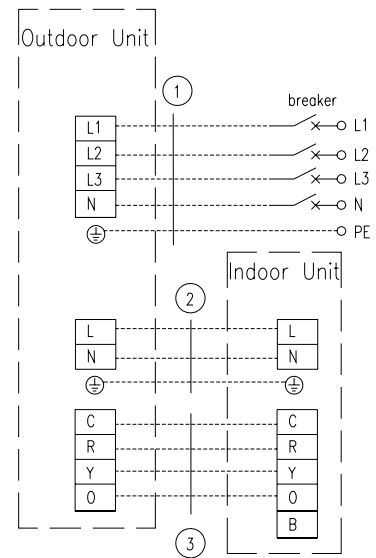 Outdoor Unit
1
breaker
L1 L1
L2 L2
L3 L3
N N
PE
Indoor Unit
2
L L
N N
C C
R R
Y Y
O O
B
3